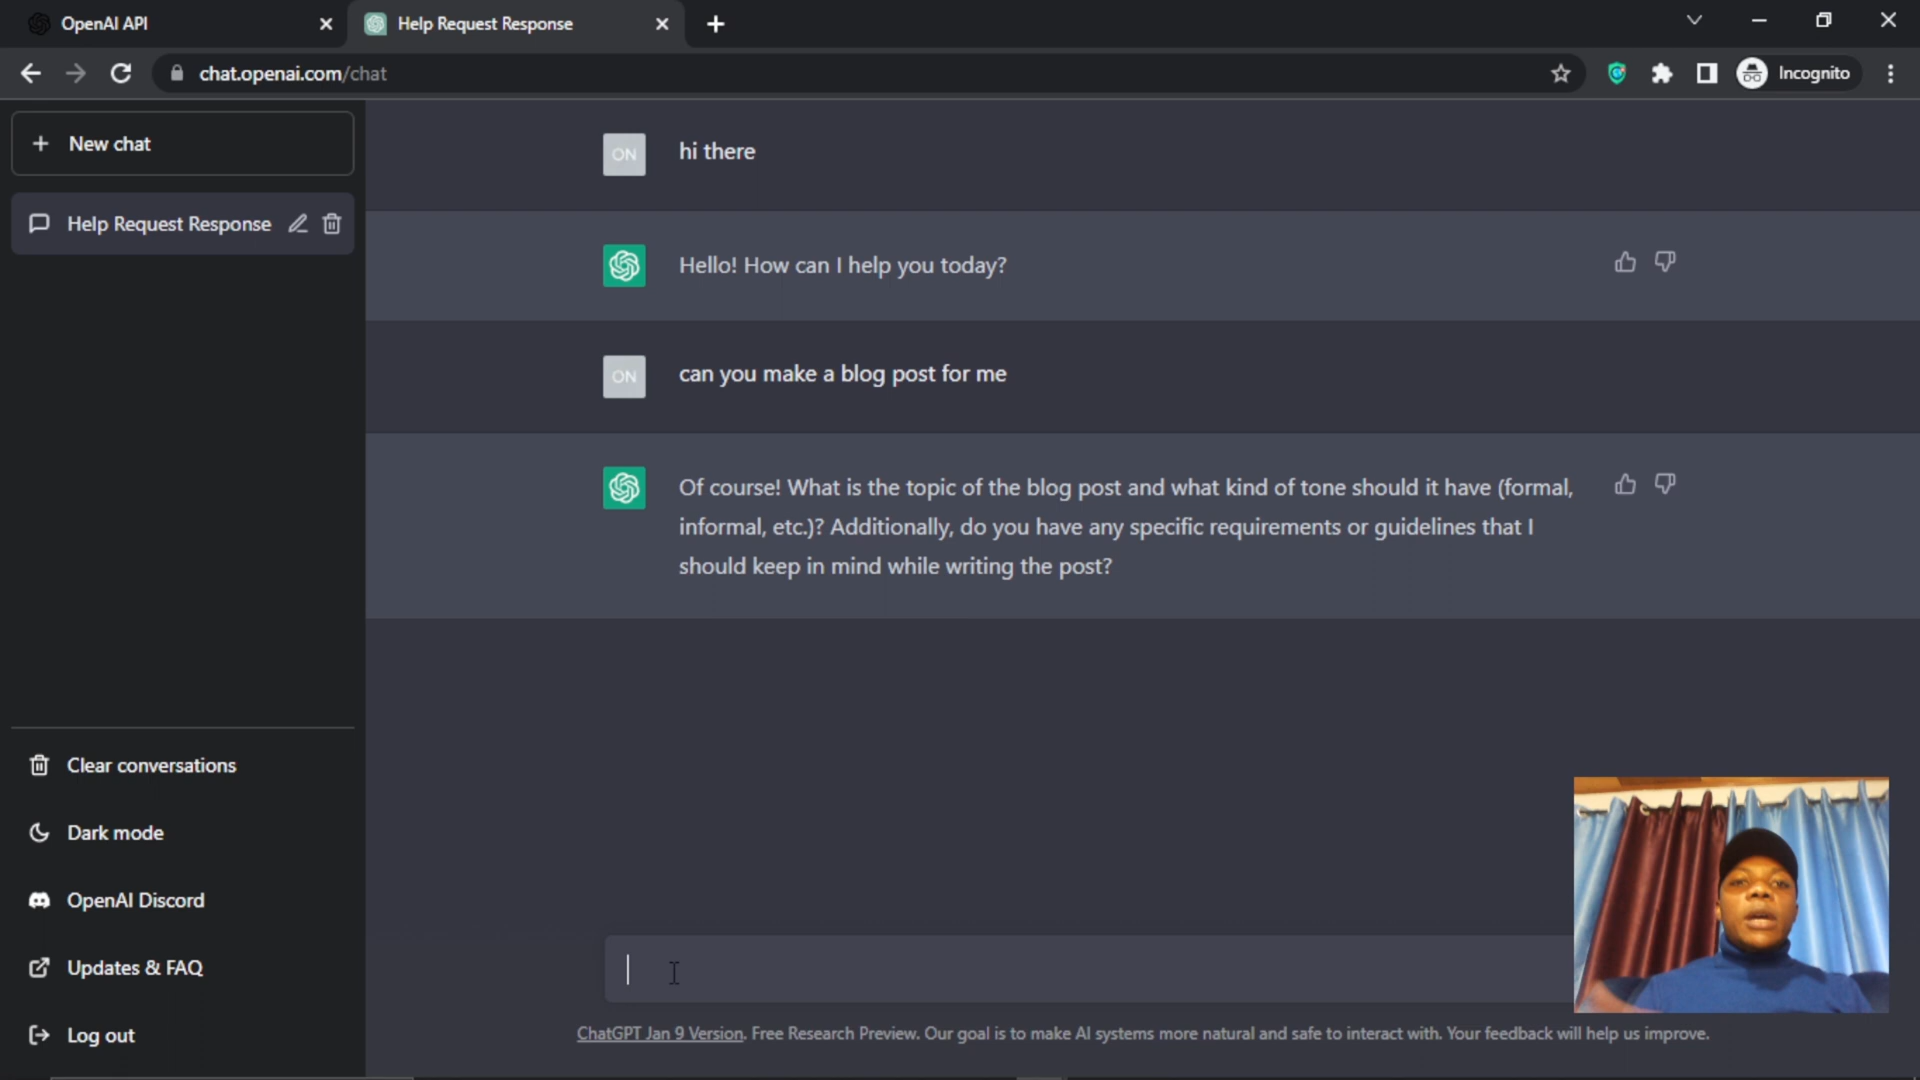 OpenAI API
Help Request Response
chat.openai.com/chat
Incognito
New chat
Help Request Response
Clear conversations
Dark mode
OpenAI Discord
Updates & FAQ
Log out
ON
hi there
Hello! How can I help you today?
ON
can you make a blog post for me
Of course! What is the topic of the blog post and what kind of tone should it have (formal,
informal, etc.)? Additionally, do you have any specific requirements or guidelines that I
should keep in mind while writing the post?
ChatGPT Jan 9 Version. Free Research Preview. Our goal is to make AI systems more natural and safe to interact with. Your feedback will help us improve.